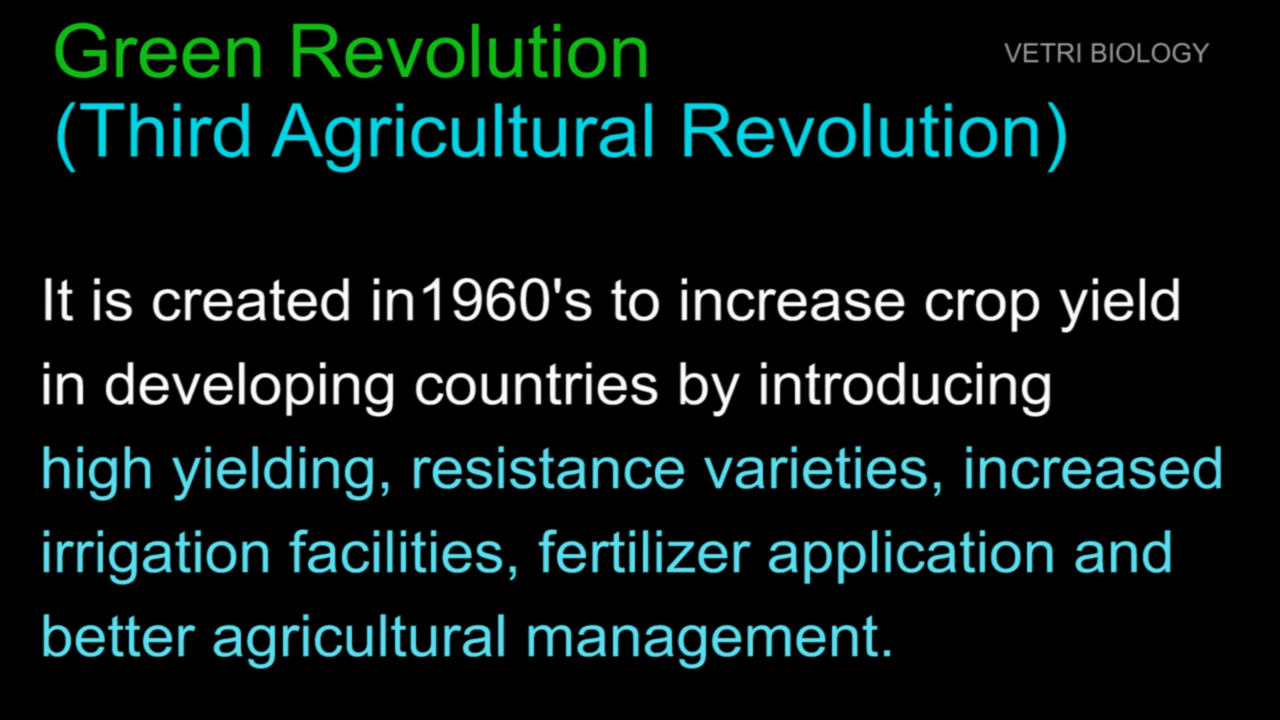 Green Revolution
VETRI BIOLOGY
(Third Agricultural Revolution)
It is created in1960's to increase crop yield
in developing countries by introducing
high yielding, resistance varieties, increased
irrigation facilities, fertilizer application and
better agricultural management.